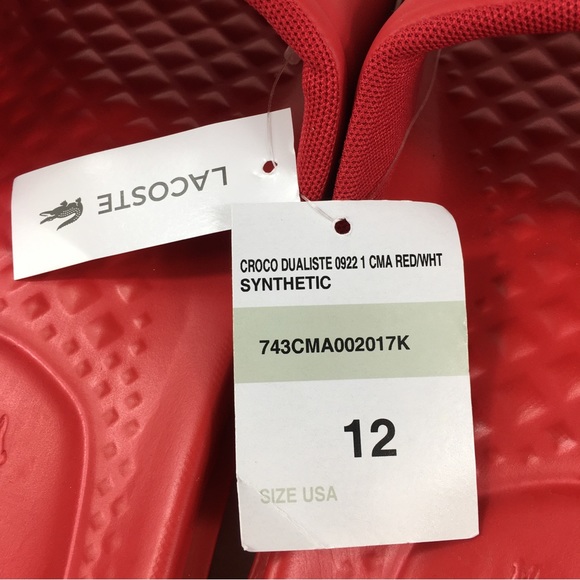 LACOSTE
CROCO DUALISTE 0922 1 CMA RED/WHT
SYNTHETIC
743CMA002017K
12
SIZE USA